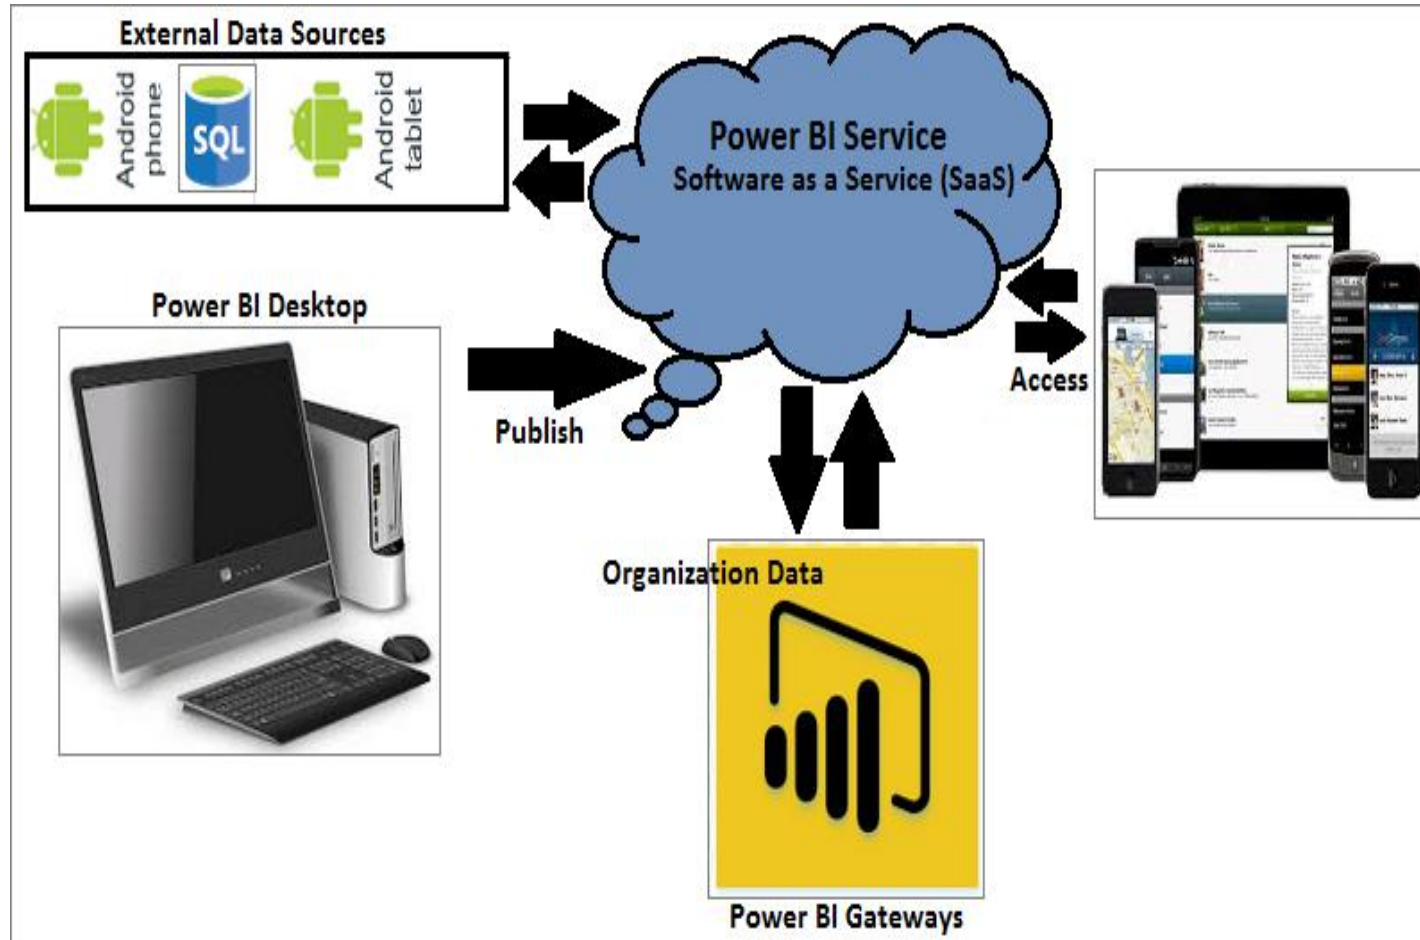 External Data Sources
Android
phone
SQL
Android
tablet
Power BI Service
Software as a Service (SaaS)
Power BI Desktop
Publish
Access
Organization Data
Power BI Gateways